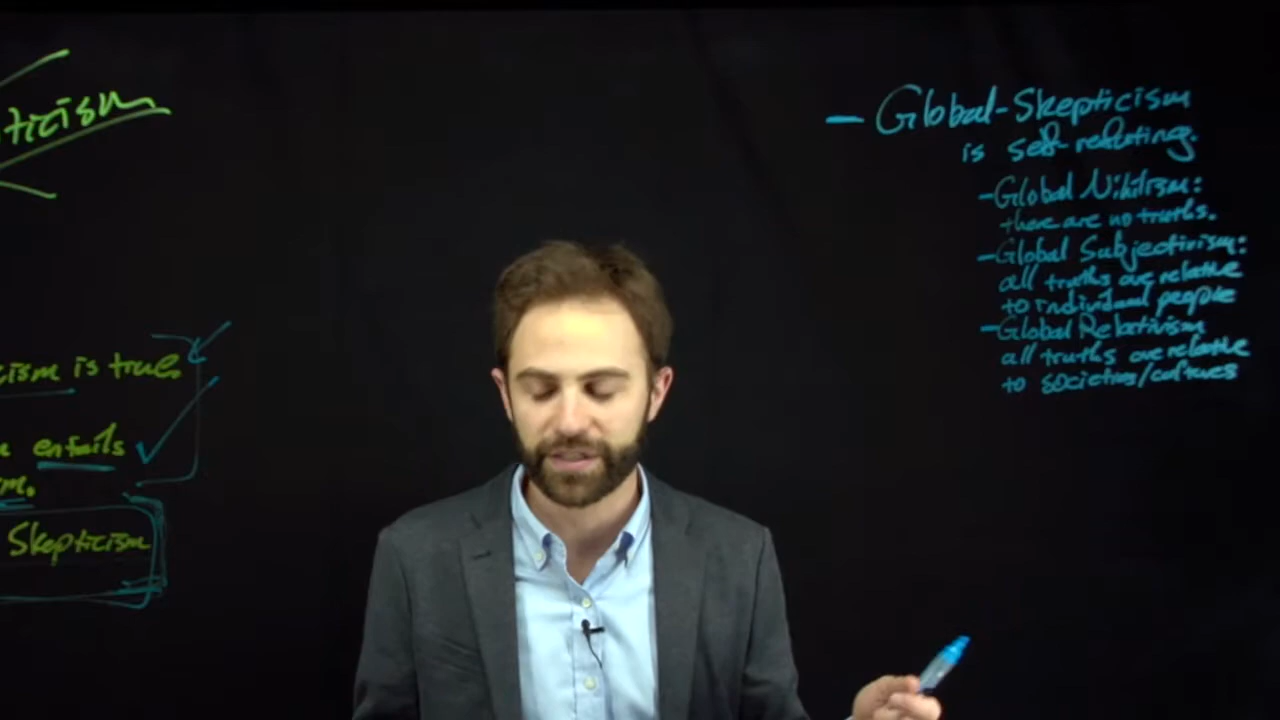 ticism
cism is true
entails
m.
Skepticism
- Global-Skepticism
is self-refuting.
- Global Nihilism:
there are no truths.
- Global Subjectivism:
all truths are relative
to individual people
- Global Relativism
all truths are relative
to societies/cultures